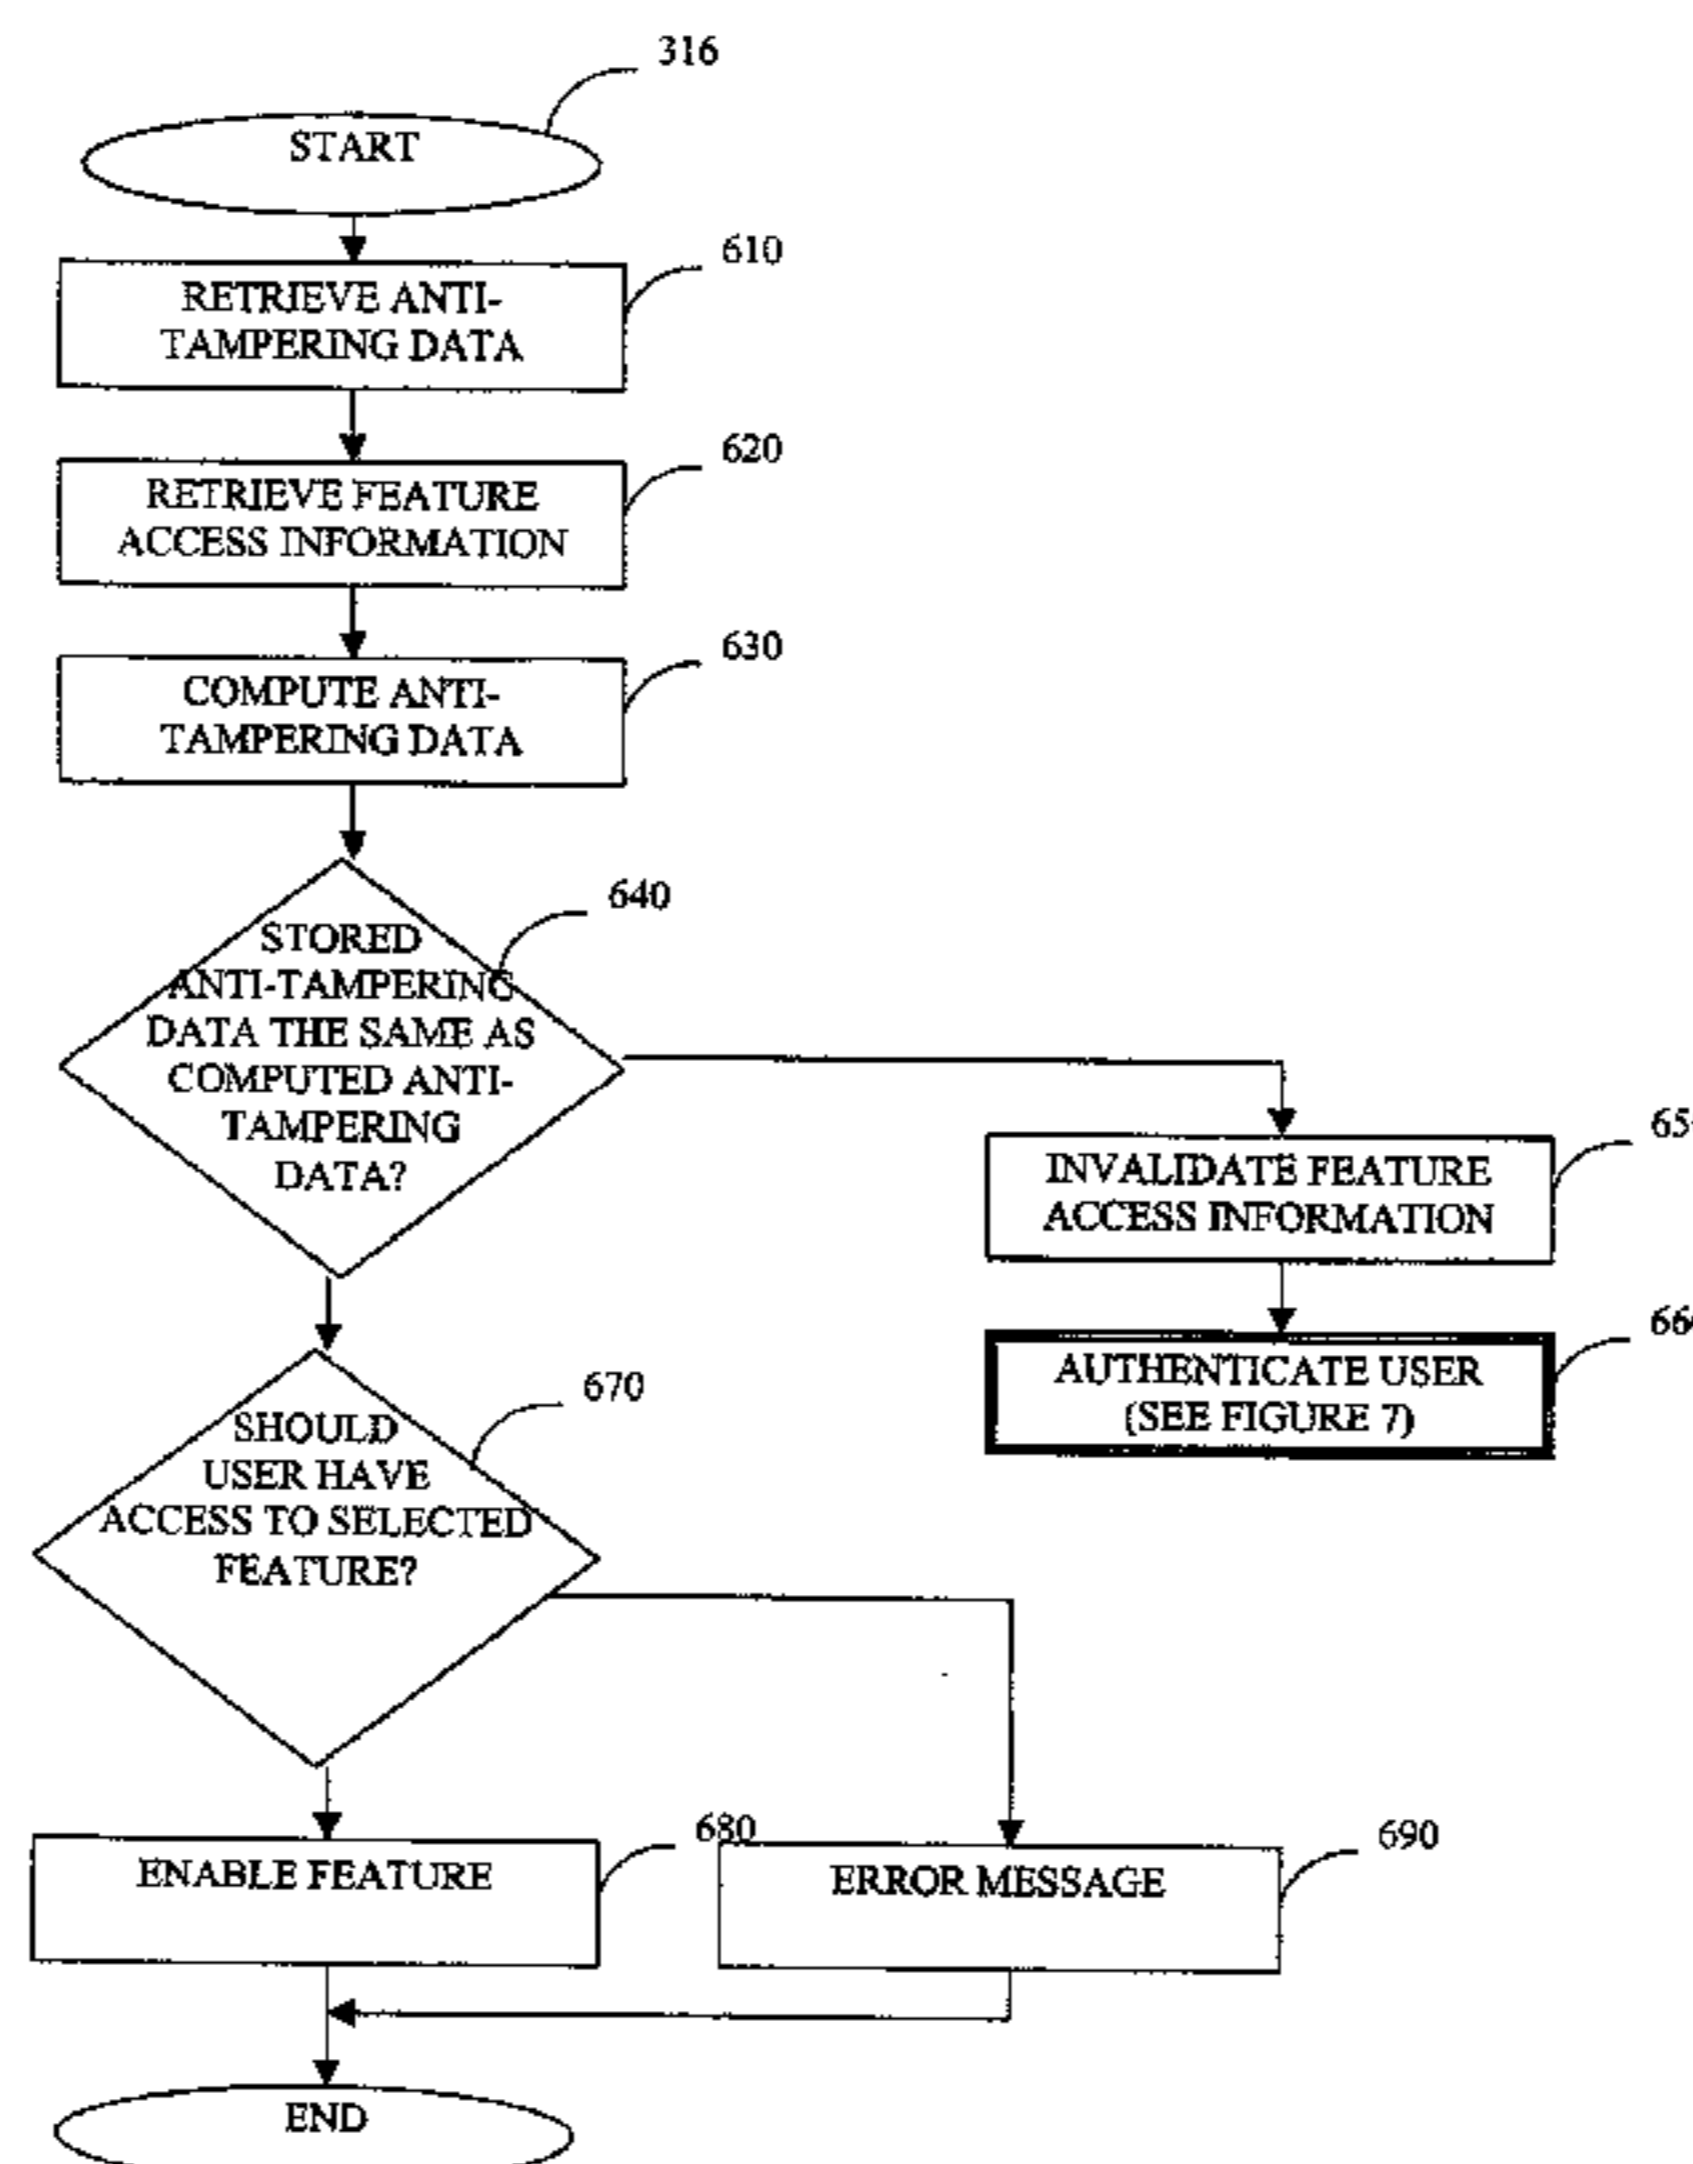 316
START
610
RETRIEVE ANTI-
TAMPERING DATA
620
RETRIEVE FEATURE
ACCESS INFORMATION
630
COMPUTE ANTI-
TAMPERING DATA
640
STORED
ANTI-TAMPERING
DATA THE SAME AS
COMPUTED ANTI-
TAMPERING
DATA?
INVALIDATE FEATURE
ACCESS INFORMATION
AUTHENTICATE USER
(SEE FIGURE 7)
670
SHOULD
USER HAVE
ACCESS TO SELECTED
FEATURE?
680
ENABLE FEATURE
690
ERROR MESSAGE
END